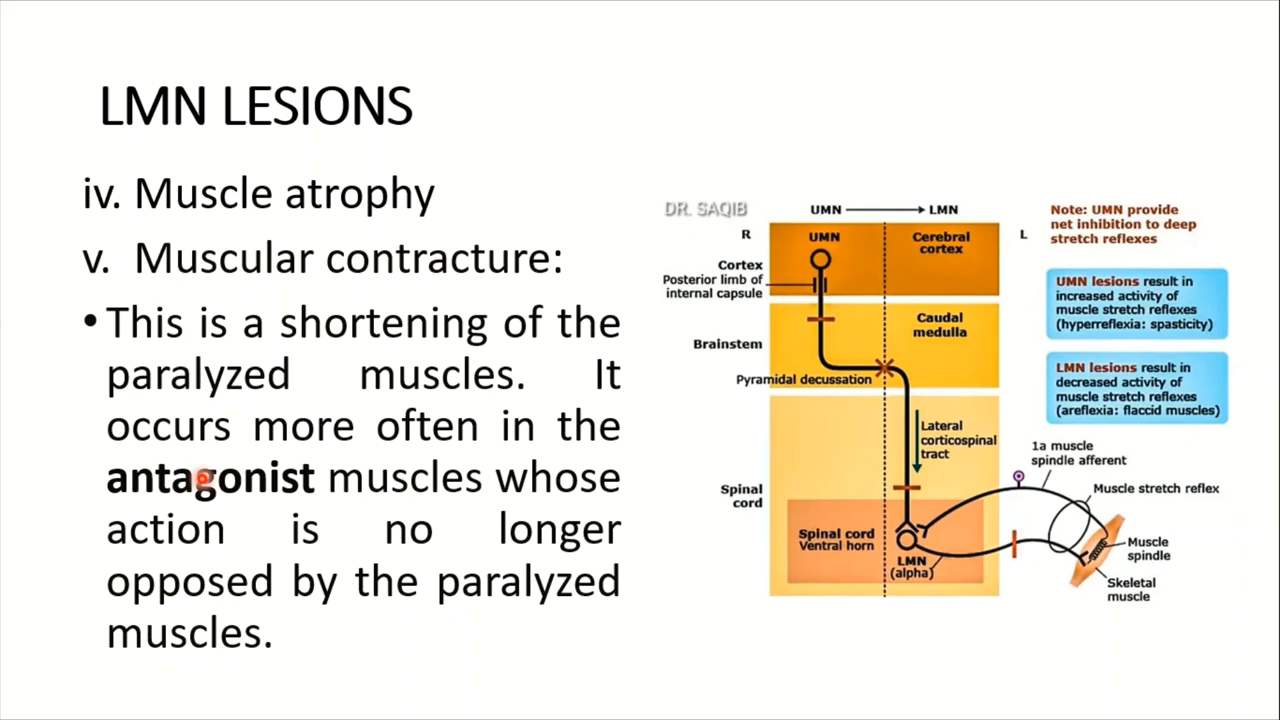 LMN LESIONS
iv. Muscle atrophy
v. Muscular contracture:
• This is a shortening of the
paralyzed muscles. It
occurs more often in the
antagonist muscles whose
action is no longer
opposed by the paralyzed
muscles.
DR. SAQIB
UMN → LMN
R
L
UMN
Cerebral
cortex
Cortex
Posterior limb of
internal capsule
Caudal
medulla
Brainstem
Pyramidal decussation
Lateral
corticospinal
tract
Spinal
cord
Spinal cord
Ventral horn
LMN
(alpha)
Note: UMN provide
net inhibition to deep
stretch reflexes
UMN lesions result in
increased activity of
muscle stretch reflexes
(hyperreflexia: spasticity)
LMN lesions result in
decreased activity of
muscle stretch reflexes
(areflexia: flaccid muscles)
1a muscle
spindle afferent
Muscle stretch reflex
Muscle
spindle
Skeletal
muscle